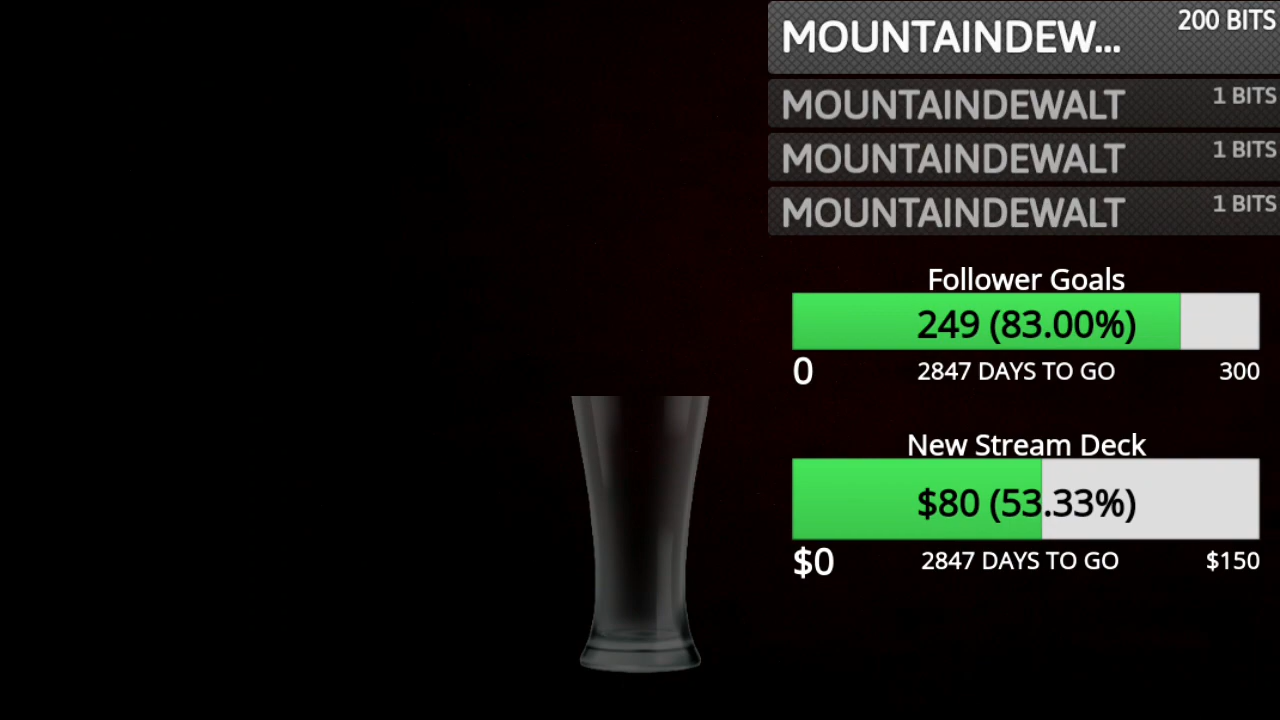 MOUNTAINDEW... 200 BITS
MOUNTAINDEWALT 1 BITS
MOUNTAINDEWALT 1 BITS
MOUNTAINDEWALT 1 BITS
Follower Goals
249 (83.00%)
0 2847 DAYS TO GO 300
New Stream Deck
$80 (53.33%)
$0 2847 DAYS TO GO $150